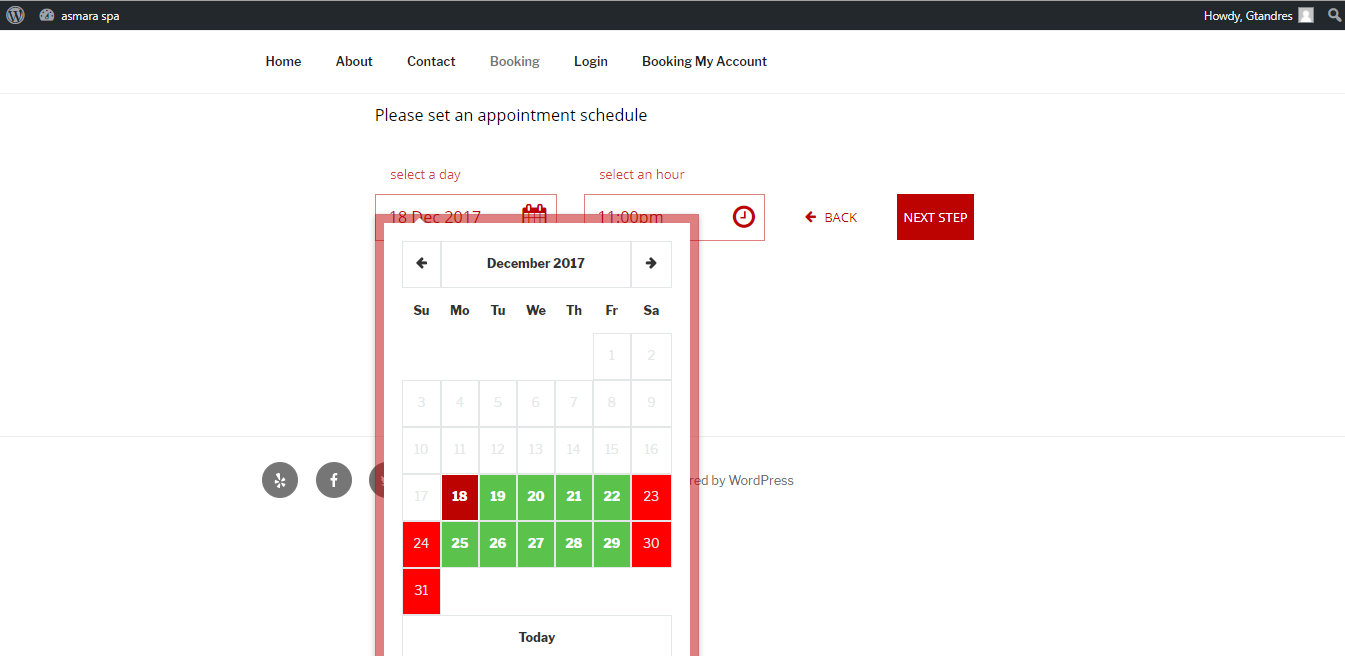 asmara spa
Howdy, Gtandres
Home About Contact Booking Login Booking My Account
Please set an appointment schedule
select a day select an hour
18 Dec 2017 11:00pm BACK NEXT STEP
December 2017
Su Mo Tu We Th Fr Sa
1 2
3 4 5 6 7 8 9
10 11 12 13 14 15 16
17 18 19 20 21 22 23
24 25 26 27 28 29 30
31
Today
by WordPress